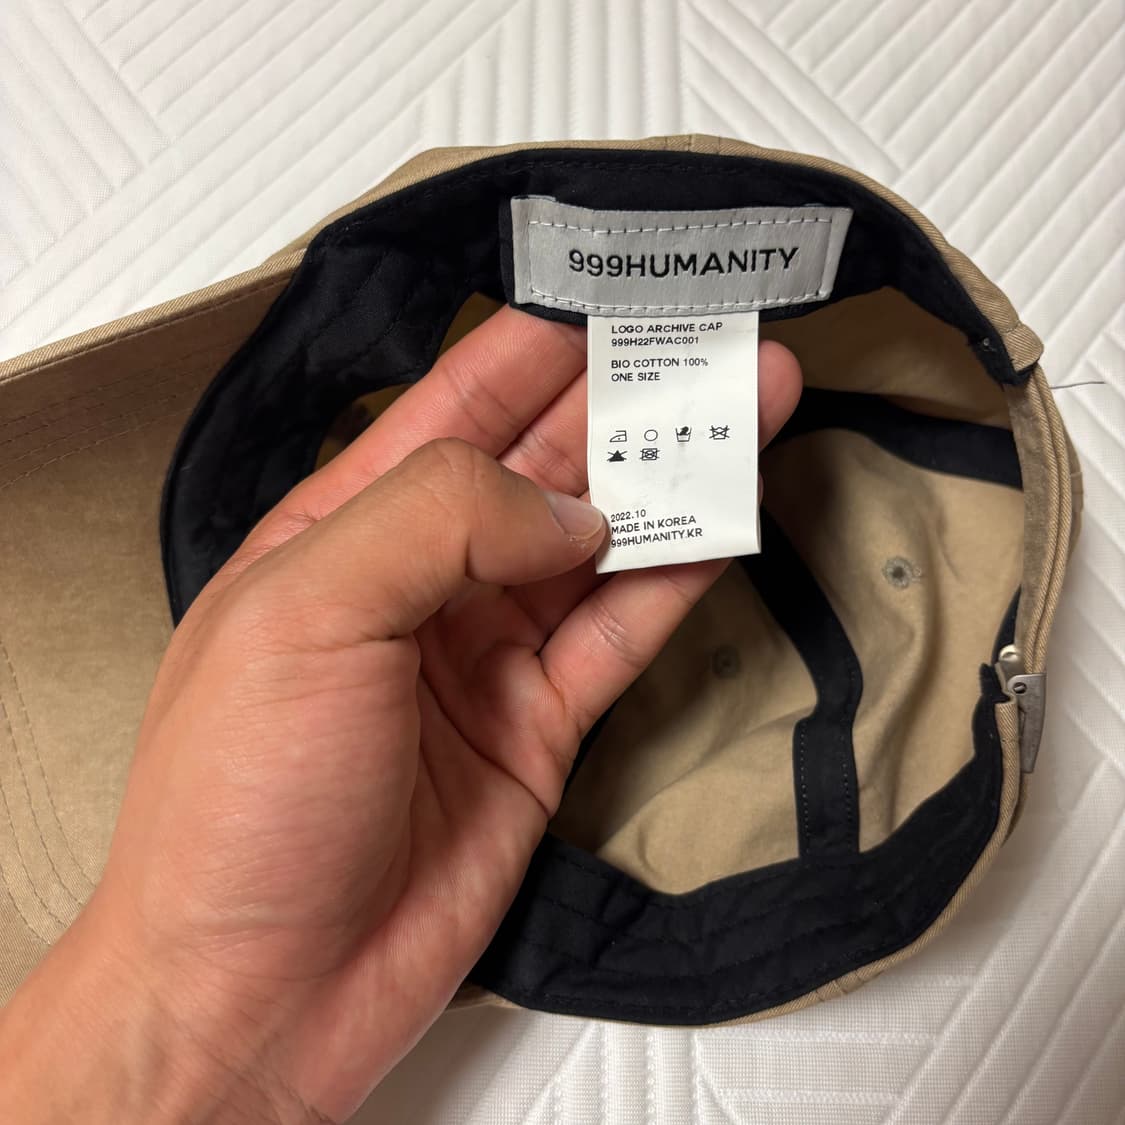 999HUMANITY
LOGO ARCHIVE CAP
999H22FWAC001
BIO COTTON 100%
ONE SIZE
2022.10
MADE IN KOREA
999HUMANITY.KR